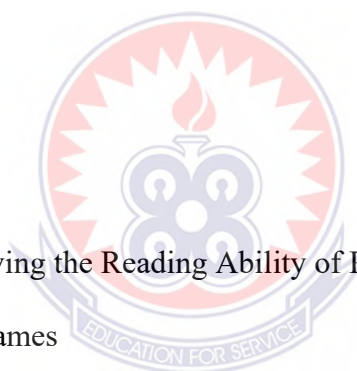 ving the Reading Ability of
ames
EDUCATION FOR SERVICE